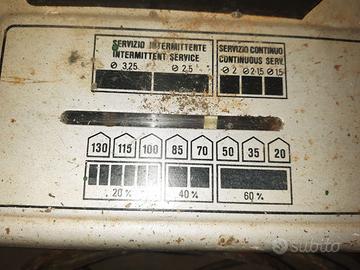 SERVIZIO INTERMITTENTE
INTERMITTENT SERVICE
Ø 3,25 Ø 2,5
SERVIZIO CONTINUO
CONTINUOUS SERV.
Ø 2 Ø 2,15 Ø 1,5
130 115 100 85 70 50 35 20
20 % 40 % 60 %
subito